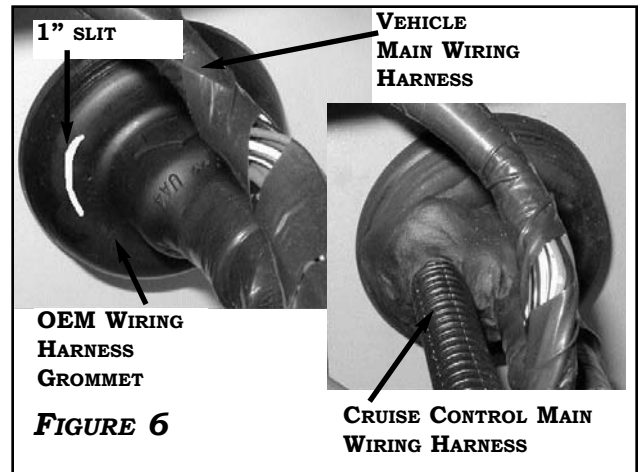 1” SLIT
VEHICLE
MAIN WIRING
HARNESS
OEM WIRING
HARNESS
GROMMET
FIGURE 6
CRUISE CONTROL MAIN
WIRING HARNESS